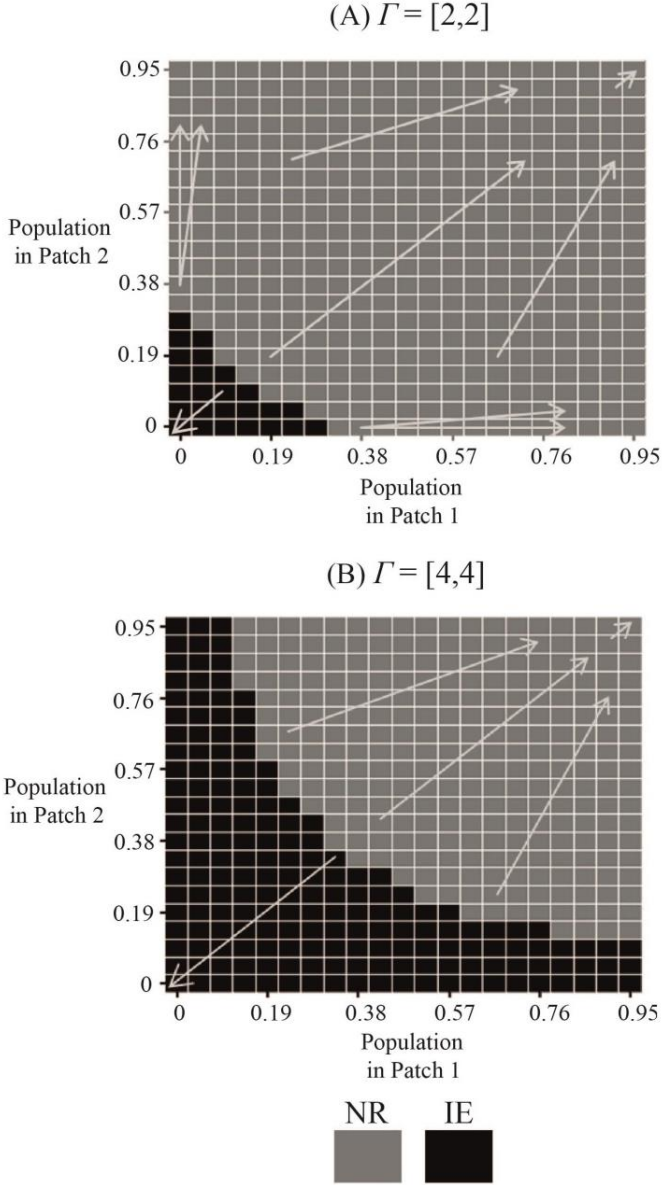 (A) Γ = [2,2]
0.95
0.76
0.57
Population
in Patch 2
0.38
0.19
0
0 0.19 0.38 0.57 0.76 0.95
Population
in Patch 1
(B) Γ = [4,4]
0.95
0.76
0.57
Population
in Patch 2
0.38
0.19
0
0 0.19 0.38 0.57 0.76 0.95
Population
in Patch 1
NR IE